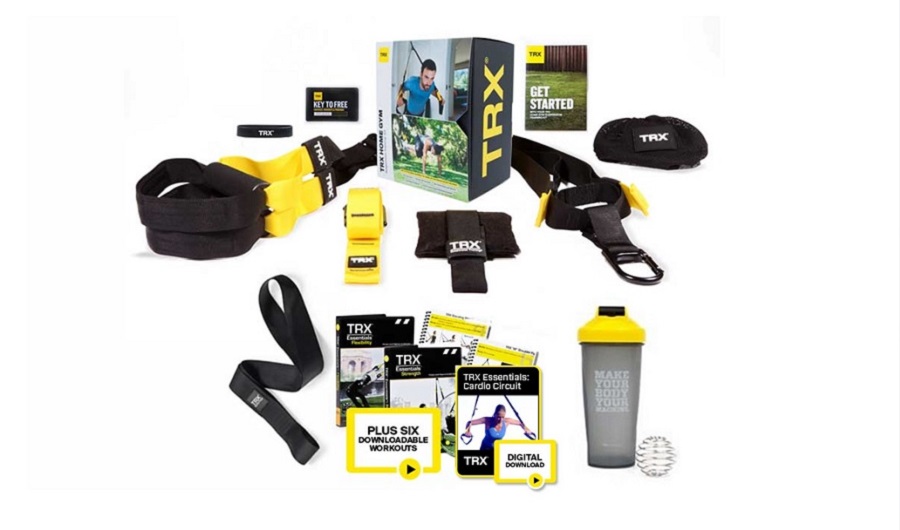 TRX
KEY TO FREE
TRX
TRX HOME GYM
TRX®
TRX
GET
STARTED
TRX
TRX
TRX
TRX
TRX
TRX
Essentials:
Flexibility
TRX
Essentials:
Strength
TRX Essentials:
Cardio Circuit
TRX
PLUS SIX
DOWNLOADABLE
WORKOUTS
DIGITAL
DOWNLOAD
MAKE
YOUR
BODY
YOUR
MACHINE.